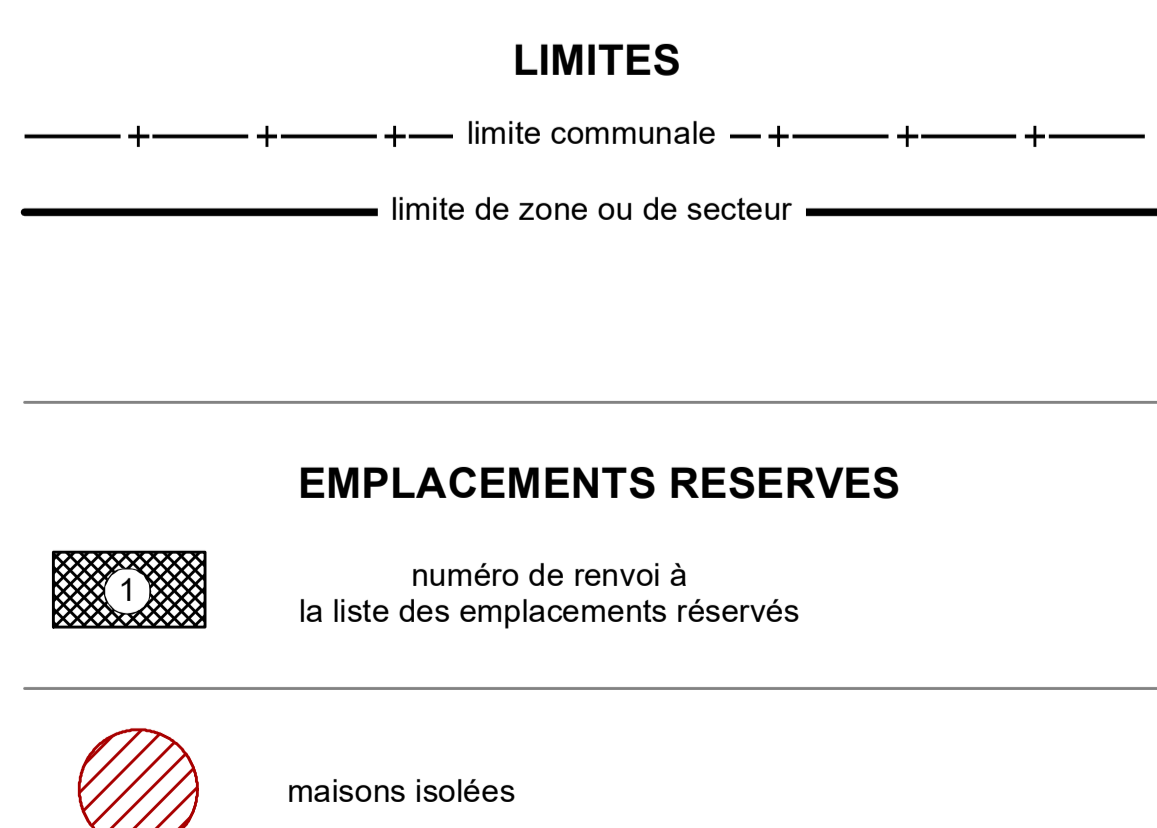 LIMITES
limite communale
limite de zone ou de secteur
EMPLACEMENTS RESERVES
1
numéro de renvoi à
la liste des emplacements réservés
maisons isolées